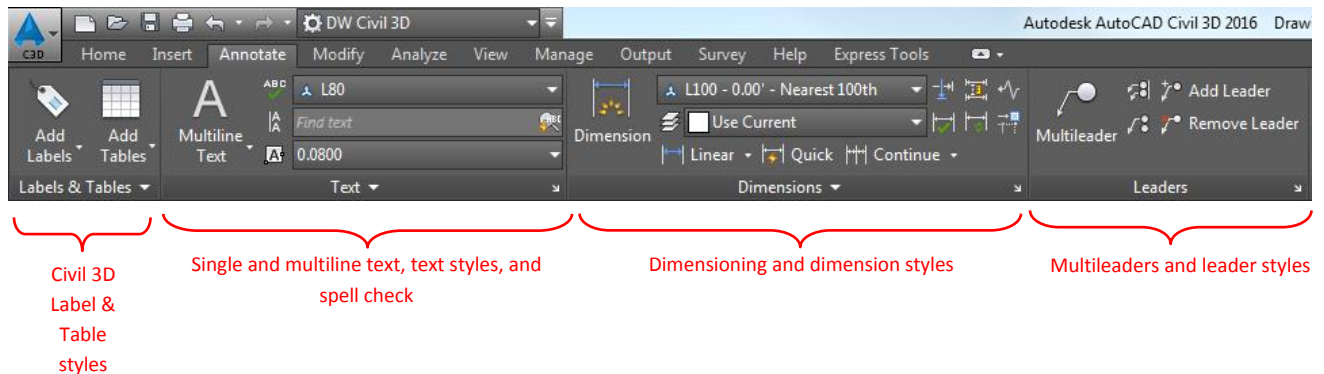 DW Civil 3D
Autodesk AutoCAD Civil 3D 2016 Draw
C3D Home Insert Annotate Modify Analyze View Manage Output Survey Help Express Tools
Add Labels
Add Tables
Labels & Tables
A
Multiline Text
ABC
L80
A
A
Find text
ABC
A
0.0800
Text
Dimension
L100 - 0.00' - Nearest 100th
Use Current
Linear
Quick
Continue
Dimensions
Multileader
Add Leader
Remove Leader
Leaders
Civil 3D
Label &
Table
styles
Single and multiline text, text styles, and
spell check
Dimensioning and dimension styles
Multileaders and leader styles